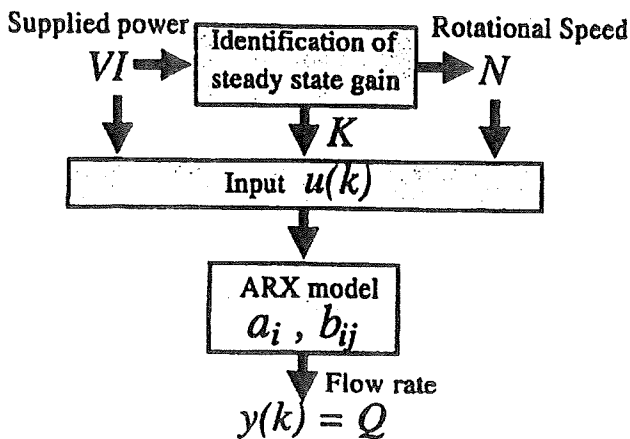 Supplied power
Identification of
steady state gain
Rotational Speed
VI
N
K
Input u(k)
ARX model
a_i , b_ij
Flow rate
y(k) = Q